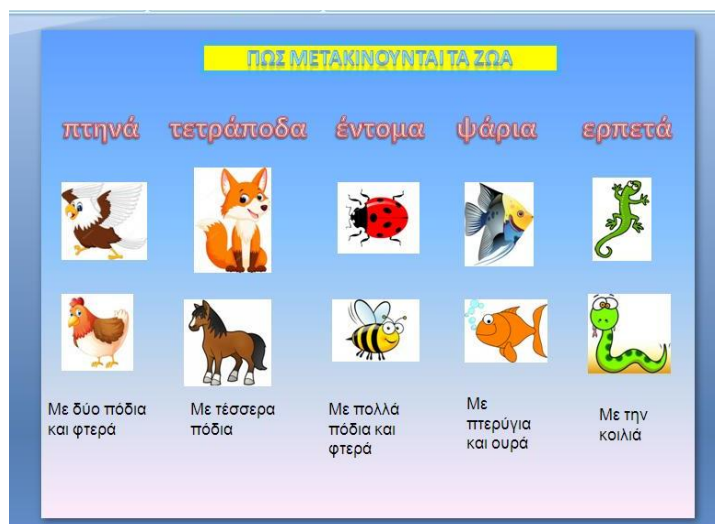 ΠΩΣ ΜΕΤΑΚΙΝΟΥΝΤΑΙ ΤΑ ΖΩΑ
πτηνά τετράποδα έντομα ψάρια ερπετά
Με δύο πόδια
και φτερά
Με τέσσερα
πόδια
Με πολλά
πόδια και
φτερά
Με
πτερύγια
και ουρά
Με την
κοιλιά